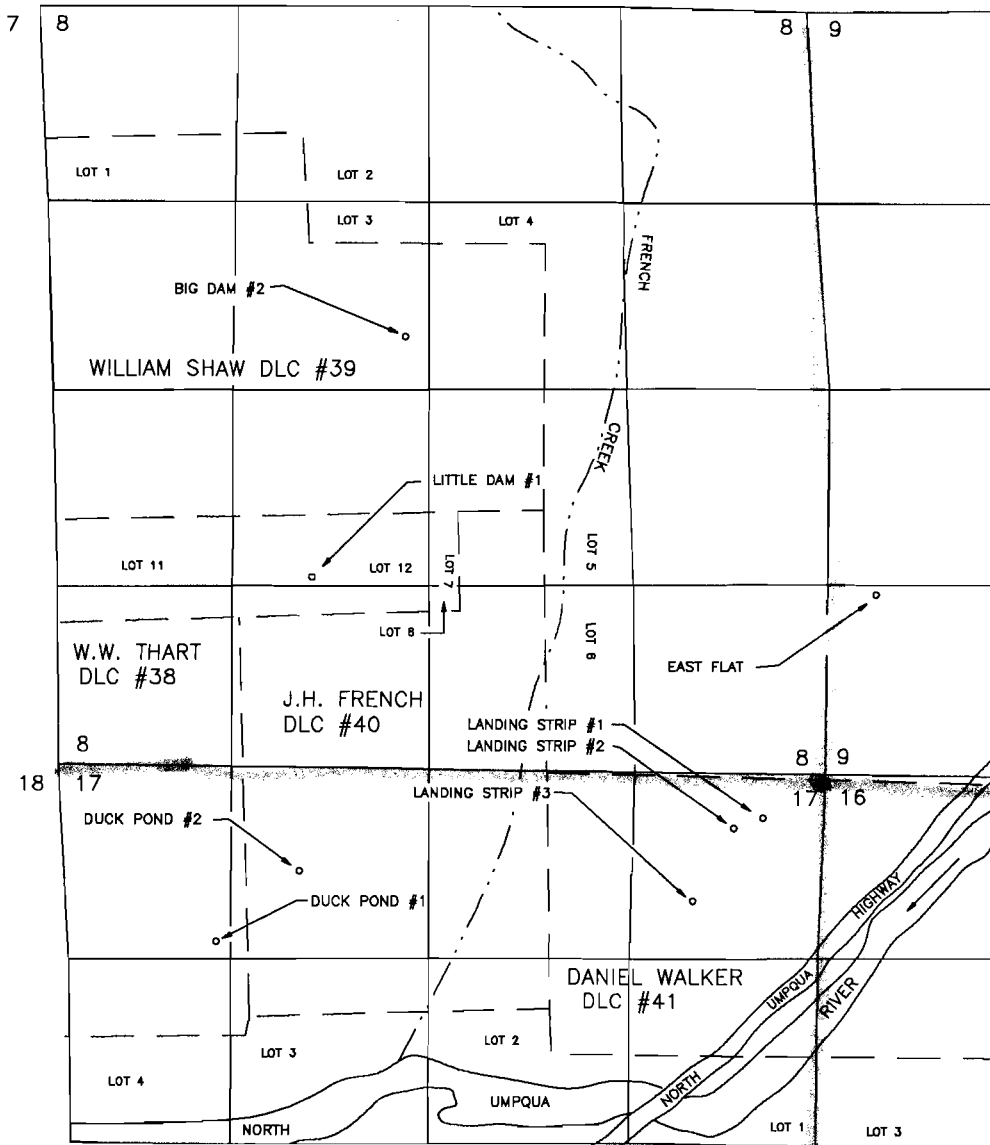 7 8
8 9
LOT 1
LOT 2
LOT 3
LOT 4
FRENCH
BIG DAM #2
WILLIAM SHAW DLC #39
CREEK
LITTLE DAM #1
LOT 11
LOT 12
LOT 7
LOT 5
LOT 8
LOT 6
W.W. THART
DLC #38
EAST FLAT
J.H. FRENCH
DLC #40
LANDING STRIP #1
LANDING STRIP #2
8
8 9
18 17
17 16
LANDING STRIP #3
DUCK POND #2
DUCK POND #1
HIGHWAY
DANIEL WALKER
DLC #41
UMPQUA
RIVER
LOT 3
LOT 2
LOT 4
NORTH
UMPQUA
NORTH
LOT 1
LOT 3